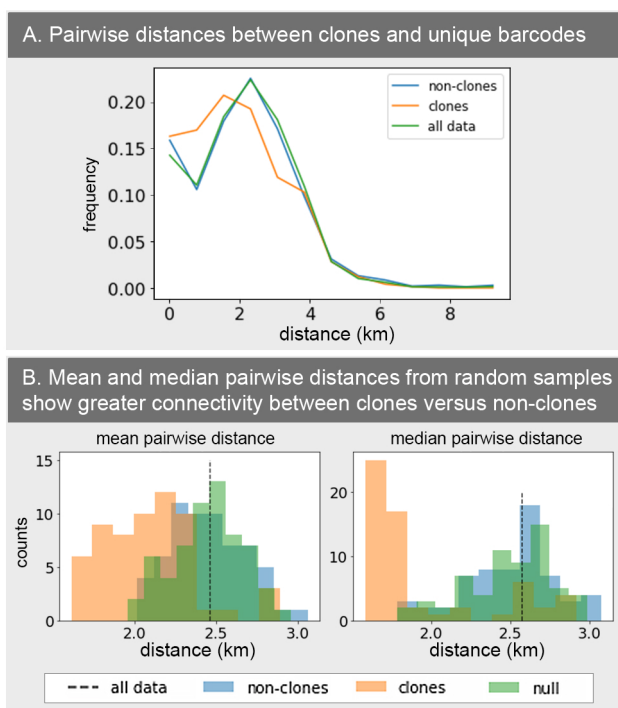 A. Pairwise distances between clones and unique barcodes
non-clones
clones
all data
0.20
0.15
0.10
0.05
0.00
frequency
0 2 4 6 8
distance (km)
B. Mean and median pairwise distances from random samples
show greater connectivity between clones versus non-clones
mean pairwise distance
15
10
5
0
counts
2.0 2.5 3.0
distance (km)
median pairwise distance
20
10
0
2.0 2.5 3.0
distance (km)
all data non-clones clones null